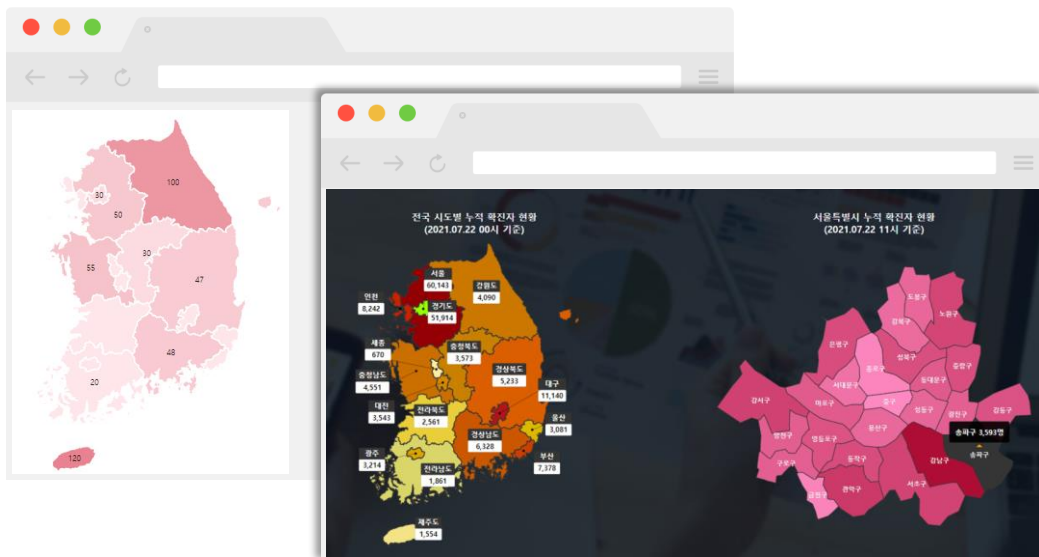 100
30
50
30
55
47
48
20
120
전국 시도별 누적 확진자 현황
(2021.07.22 00시 기준)
서울
60,143
강원도
4,090
인천
8,242
경기도
51,914
세종
670
충청북도
3,573
충청남도
4,551
경상북도
5,233
대구
11,140
대전
3,543
전라북도
2,561
울산
3,081
경상남도
6,328
광주
3,214
부산
7,378
전라남도
1,861
제주도
1,554
서울특별시 누적 확진자 현황
(2021.07.22 11시 기준)
도봉구
노원구
강북구
은평구
성북구
종로구
중랑구
동대문구
서대문구
강서구
마포구
중구
성동구
광진구
강동구
용산구
송파구 3,593명
양천구
영등포구
송파구
구로구
동작구
강남구
서초구
관악구
금천구